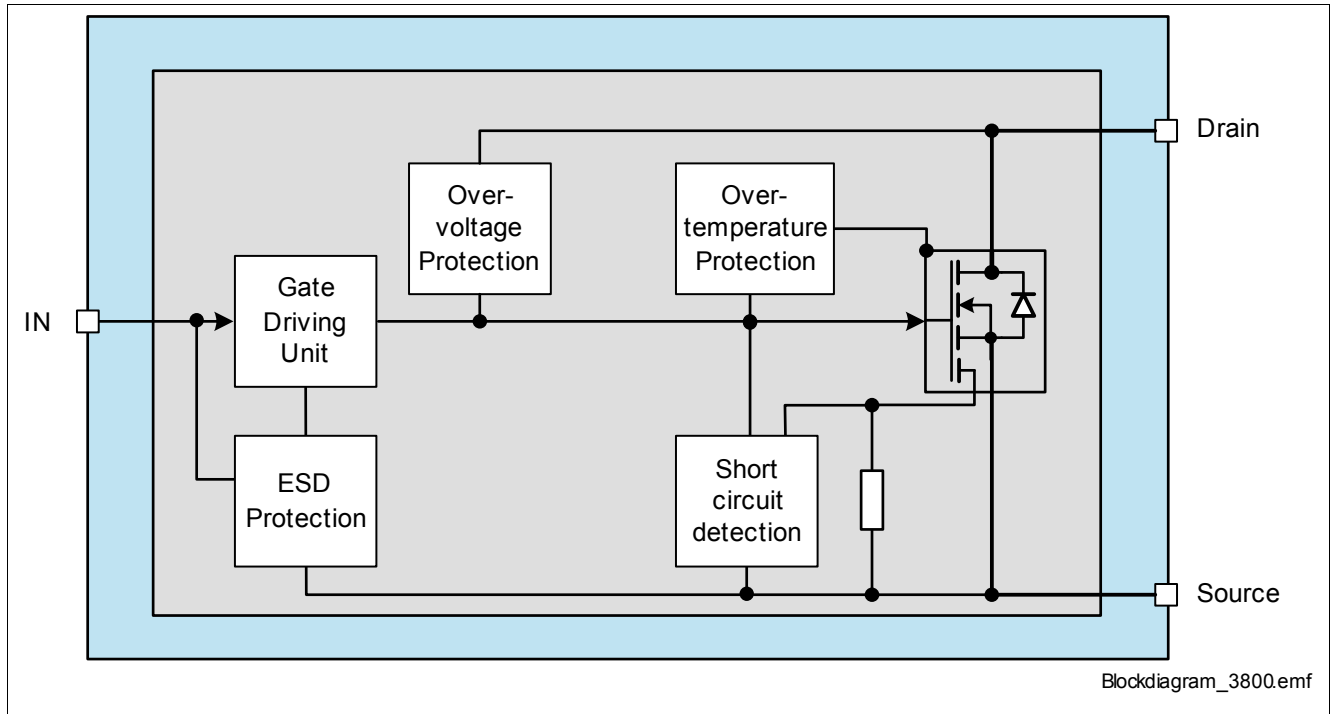 Drain
Over-
voltage
Protection
Over-
temperature
Protection
IN
Gate
Driving
Unit
ESD
Protection
Short
circuit
detection
Source
Blockdiagram_3800.emf